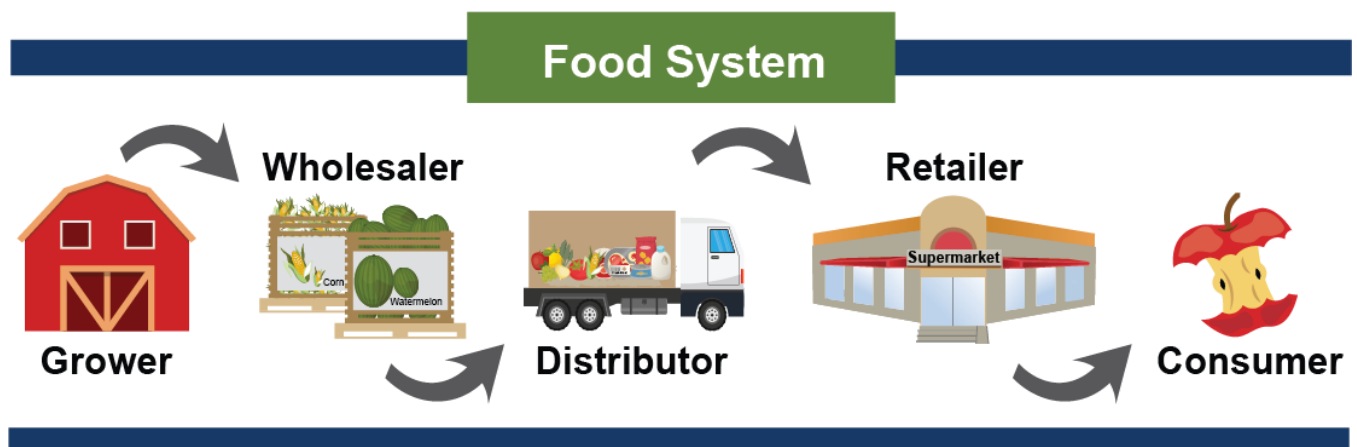 Food System
Wholesaler
Retailer
Corn
Watermelon
Supermarket
Grower
Distributor
Consumer